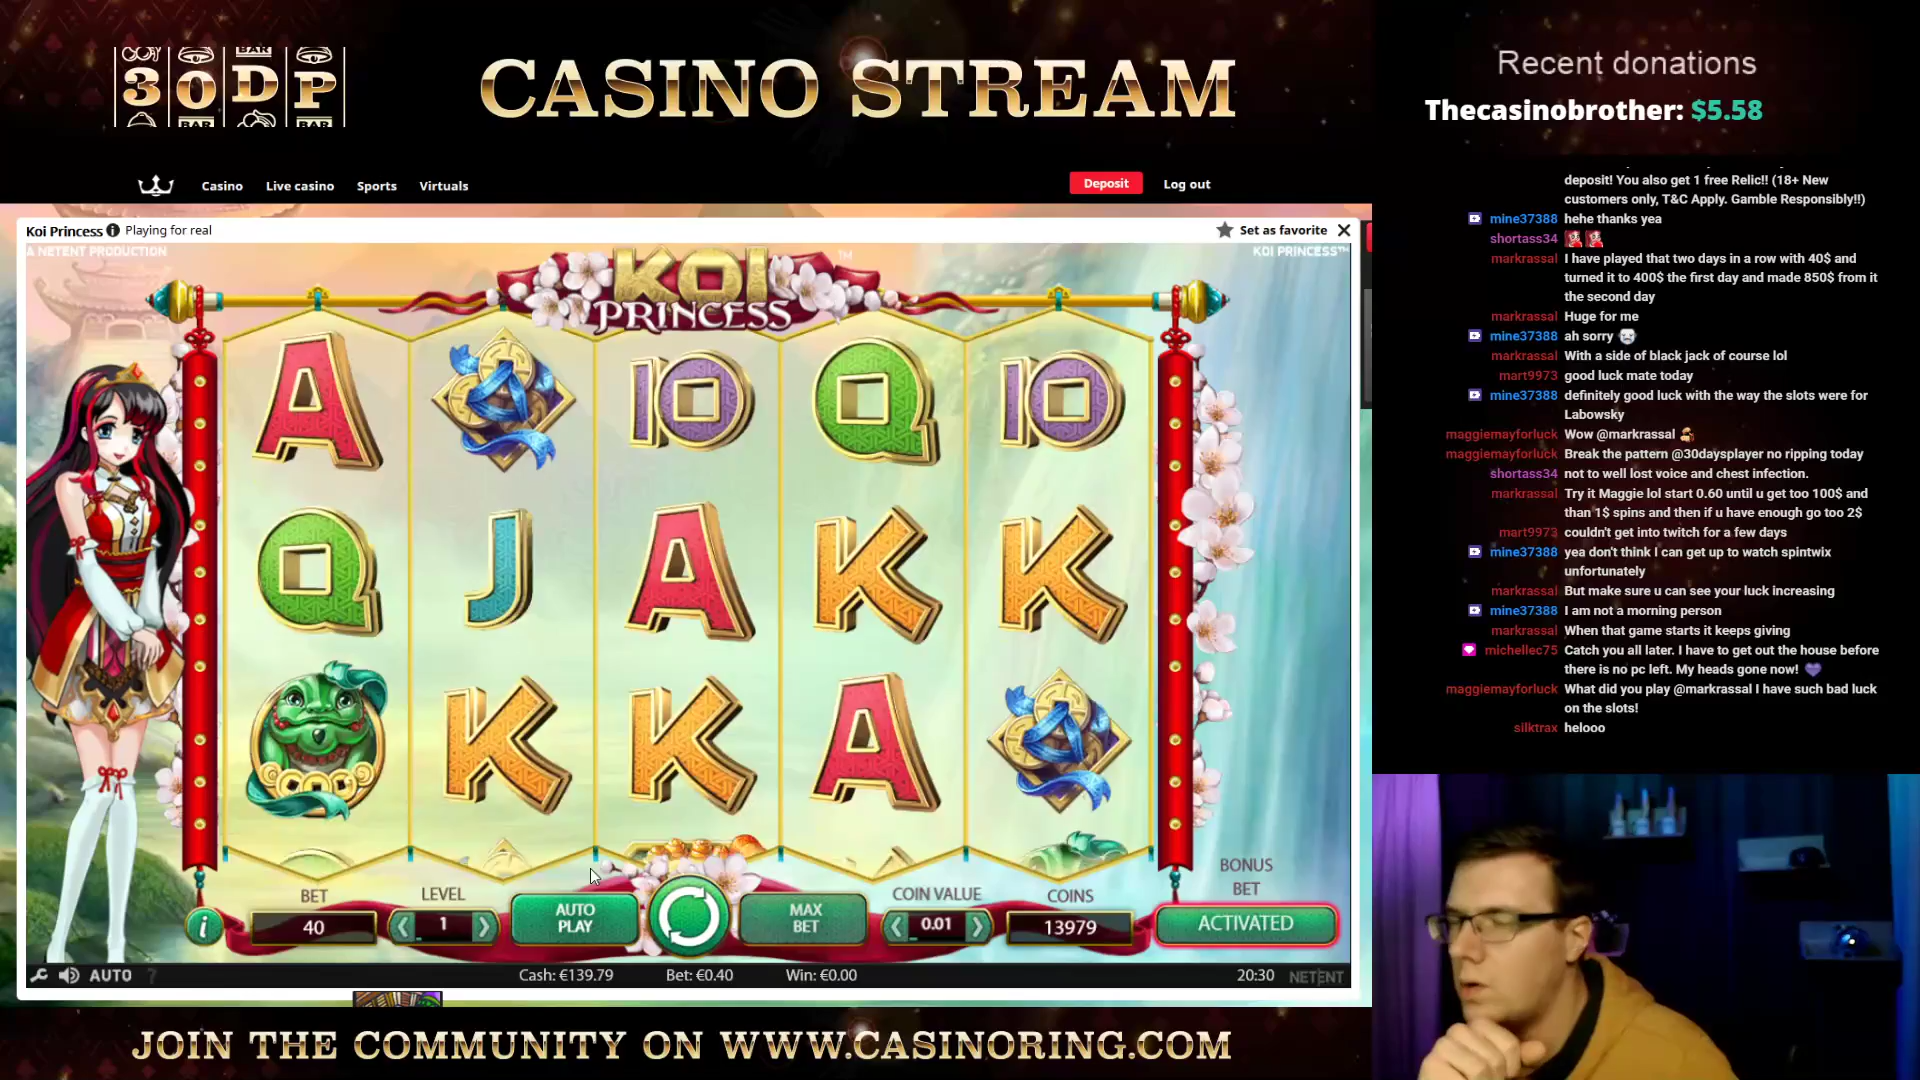 30DP
BAR
BAR
BAR
CASINO STREAM
Recent donations
Thecasinobrother: $5.58
Casino
Live casino
Sports
Virtuals
Deposit
Log out
deposit! You also get 1 free Relic!! (18+ New
customers only, T&C Apply. Gamble Responsibly!!)
mine37388 hehe thanks yea
shortass34
markrassal I have played that two days in a row with 40$ and
turned it to 400$ the first day and made 850$ from it
the second day
markrassal Huge for me
mine37388 ah sorry
markrassal With a side of black jack of course lol
mart9973 good luck mate today
mine37388 definitely good luck with the way the slots were for
Labowsky
maggiemayforluck Wow @markrassal
maggiemayforluck Break the pattern @30daysplayer no ripping today
shortass34 not to well lost voice and chest infection.
markrassal Try it Maggie lol start 0.60 until u get too 100$ and
than 1$ spins and then if u have enough go too 2$
mart9973 couldn't get into twitch for a few days
mine37388 yea don't think I can get up to watch spintwix
unfortunately
markrassal But make sure u can see your luck increasing
mine37388 I am not a morning person
markrassal When that game starts it keeps giving
michellec75 Catch you all later. I have to get out the house before
there is no pc left. My heads gone now!
maggiemayforluck What did you play @markrassal I have such bad luck
on the slots!
silktrax helooo
Koi Princess
Playing for real
Set as favorite
A NETENT PRODUCTION
KOI PRINCESS™
KOI
PRINCESS
TM
A 10 Q 10
Q J A K K
K K A
BET
40
LEVEL
1
AUTO
PLAY
MAX
BET
COIN VALUE
0.01
COINS
13979
BONUS
BET
ACTIVATED
AUTO
?
Cash: €139.79
Bet: €0.40
Win: €0.00
20:30
NETENT
JOIN THE COMMUNITY ON WWW.CASINORING.COM